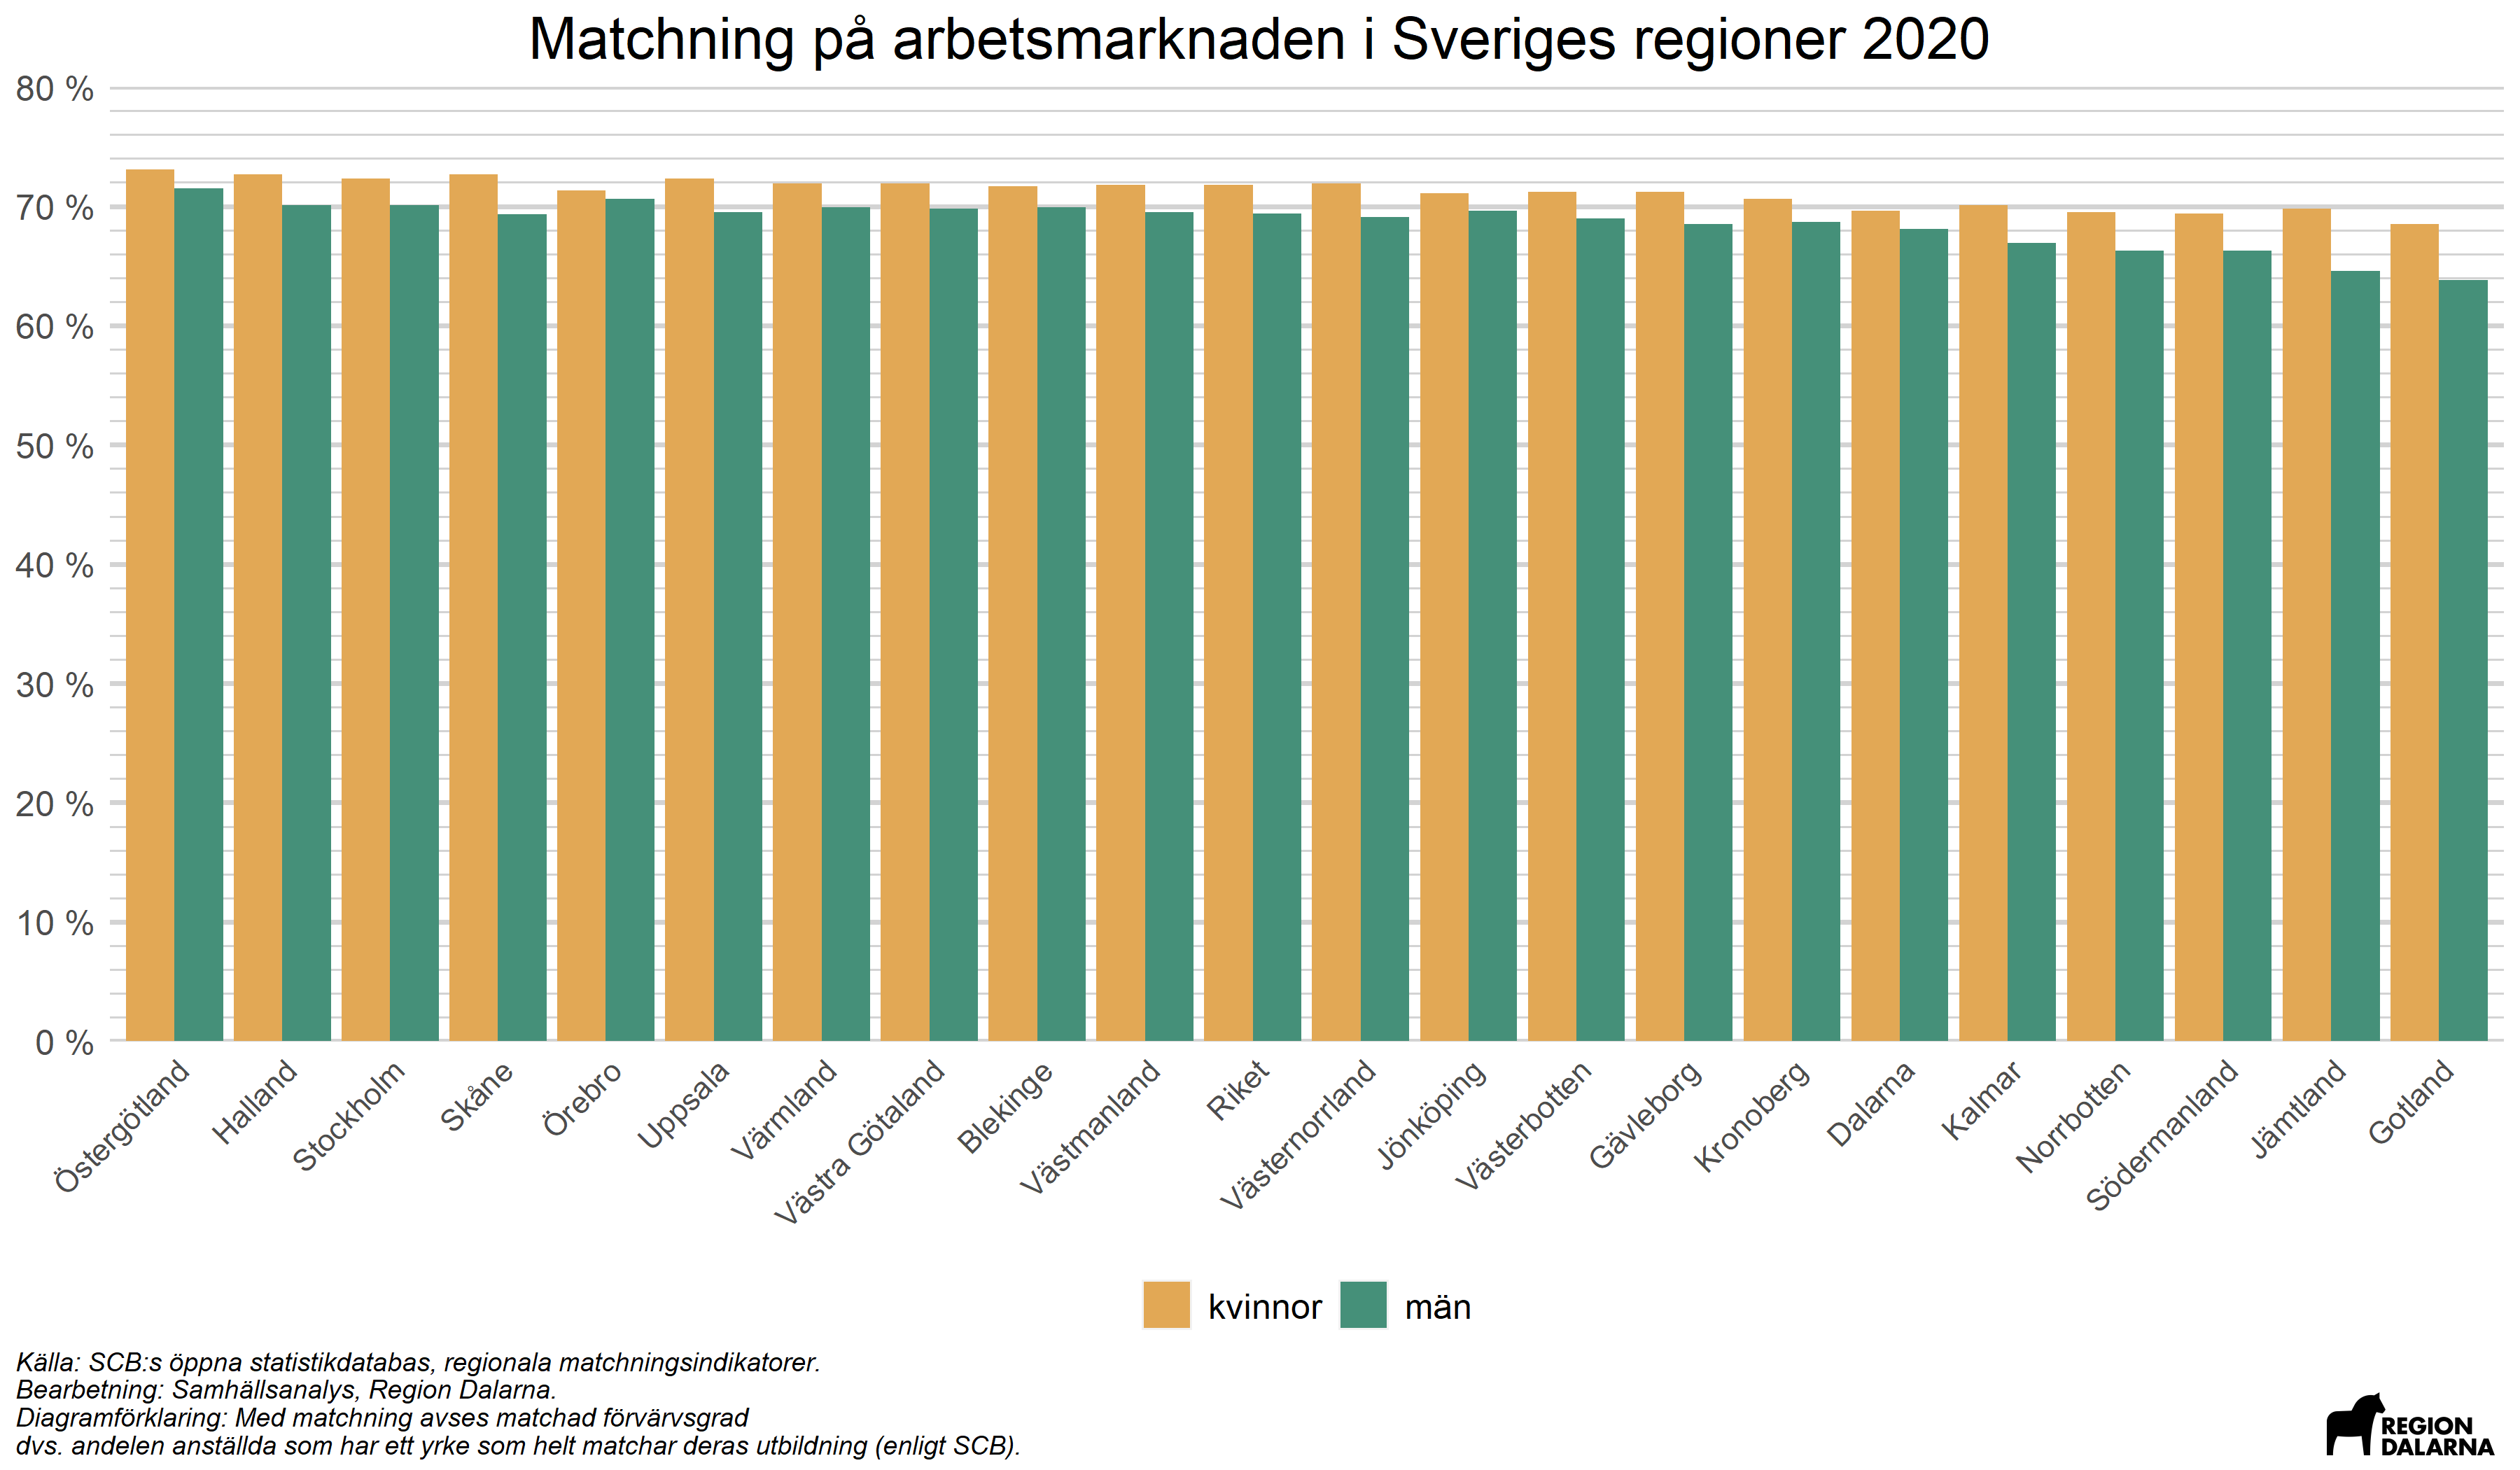 Matchning på arbetsmarknaden i Sveriges regioner 2020
80 %
70 %
60 %
50 %
40 %
30 %
20 %
10 %
0 %
Östergötland
Halland
Stockholm
Skåne
Örebro
Uppsala
Värmland
Västra Götaland
Blekinge
Västmanland
Riket
Västernorrland
Jönköping
Västerbotten
Gävleborg
Kronoberg
Dalarna
Kalmar
Norrbotten
Södermanland
Jämtland
Gotland
kvinnor
män
Källa: SCB:s öppna statistikdatabas, regionala matchningsindikatorer.
Bearbetning: Samhällsanalys, Region Dalarna.
Diagramförklaring: Med matchning avses matchad förvärvsgrad
dvs. andelen anställda som har ett yrke som helt matchar deras utbildning (enligt SCB).
REGION
DALARNA